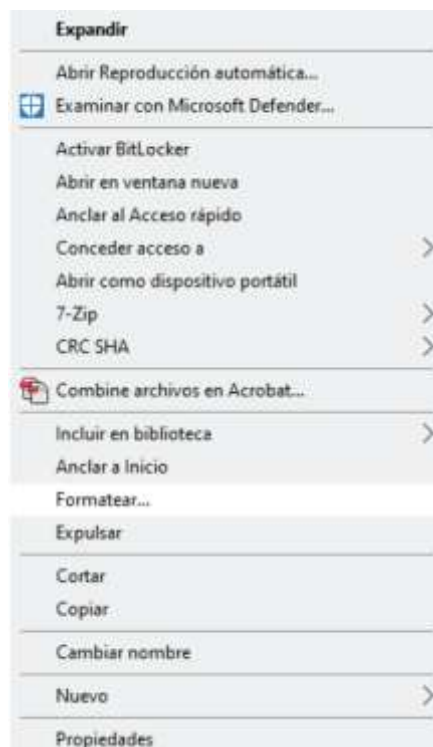 Expandir
Abrir Reproducción automática...
Examinar con Microsoft Defender...
Activar BitLocker
Abrir en ventana nueva
Anclar al Acceso rápido
Conceder acceso a
Abrir como dispositivo portátil
7-Zip
CRC SHA
Combine archivos en Acrobat...
Incluir en biblioteca
Anclar a Inicio
Formatear...
Expulsar
Cortar
Copiar
Cambiar nombre
Nuevo
Propiedades